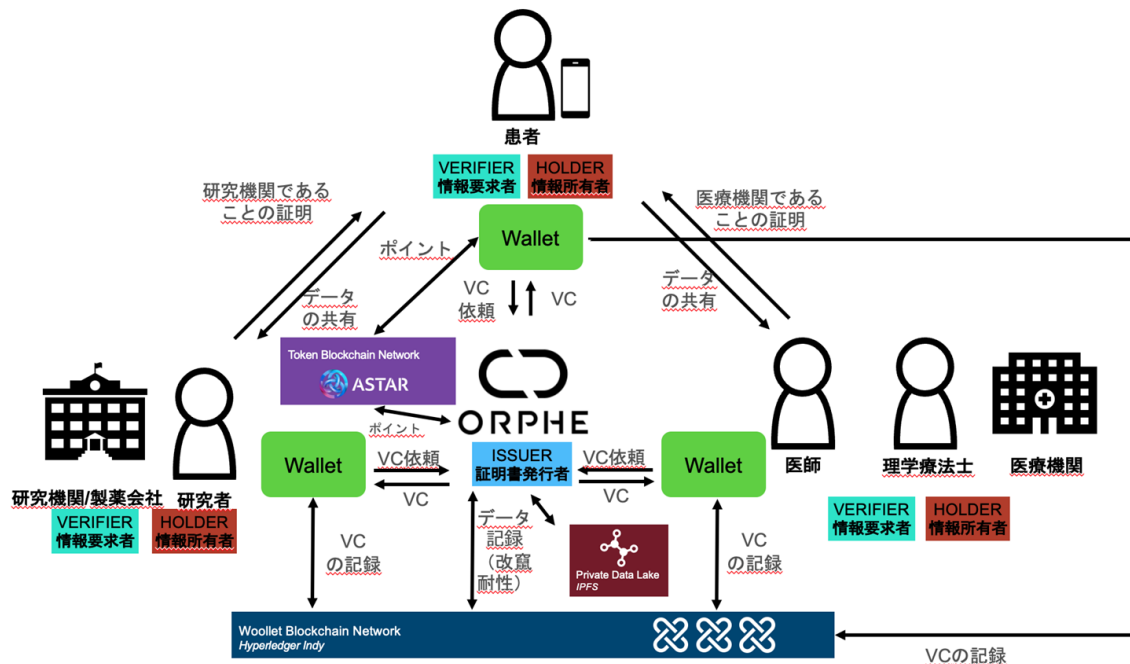 患者
VERIFIER
情報要求者
HOLDER
情報所有者
研究機関である
ことの証明
医療機関である
ことの証明
Wallet
ポイント
データ
の共有
VC
依頼
VC
データ
の共有
Token Blockchain Network
ASTAR
ORPHE
ポイント
ISSUER
証明書発行者
Wallet
VC依頼
VC
VC依頼
VC
Wallet
研究機関/製薬会社
研究者
VERIFIER
情報要求者
HOLDER
情報所有者
医師
理学療法士
医療機関
VERIFIER
情報要求者
HOLDER
情報所有者
VC
の記録
データ
記録
（改竄
耐性）
Private Data Lake
IPFS
VC
の記録
Woollet Blockchain Network
Hyperledger Indy
VCの記録